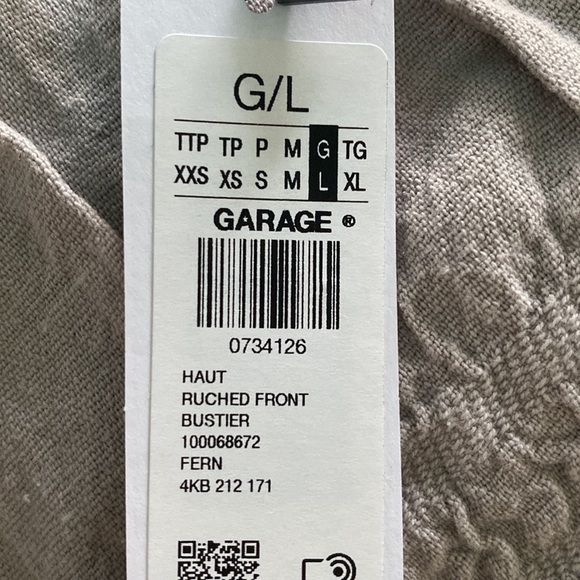 G/L
TTP TP P M G TG
XXS XS S M L XL
GARAGE ®
0734126
HAUT
RUCHED FRONT
BUSTIER
100068672
FERN
4KB 212 171